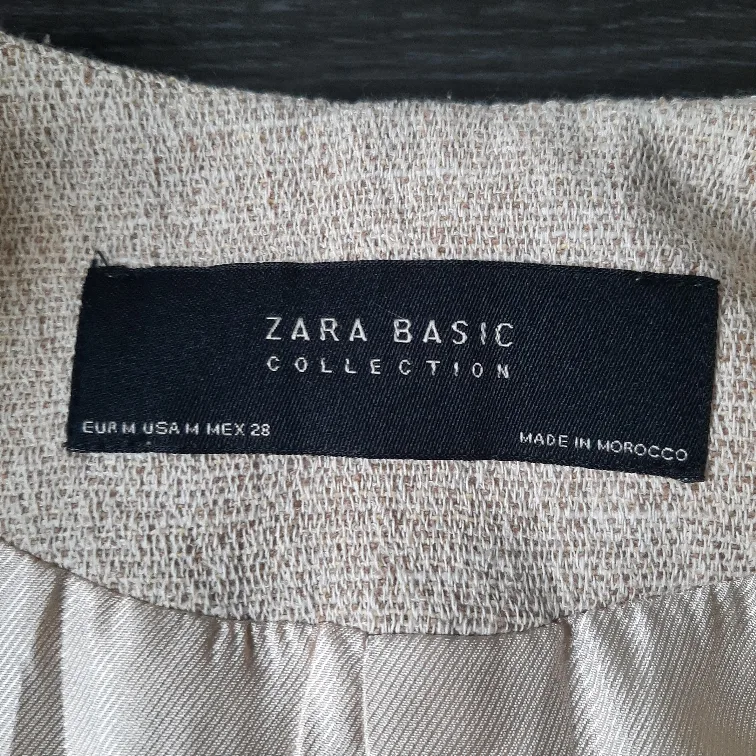 ZARA BASIC
COLLECTION
EUR M USA M MEX 28
MADE IN MOROCCO